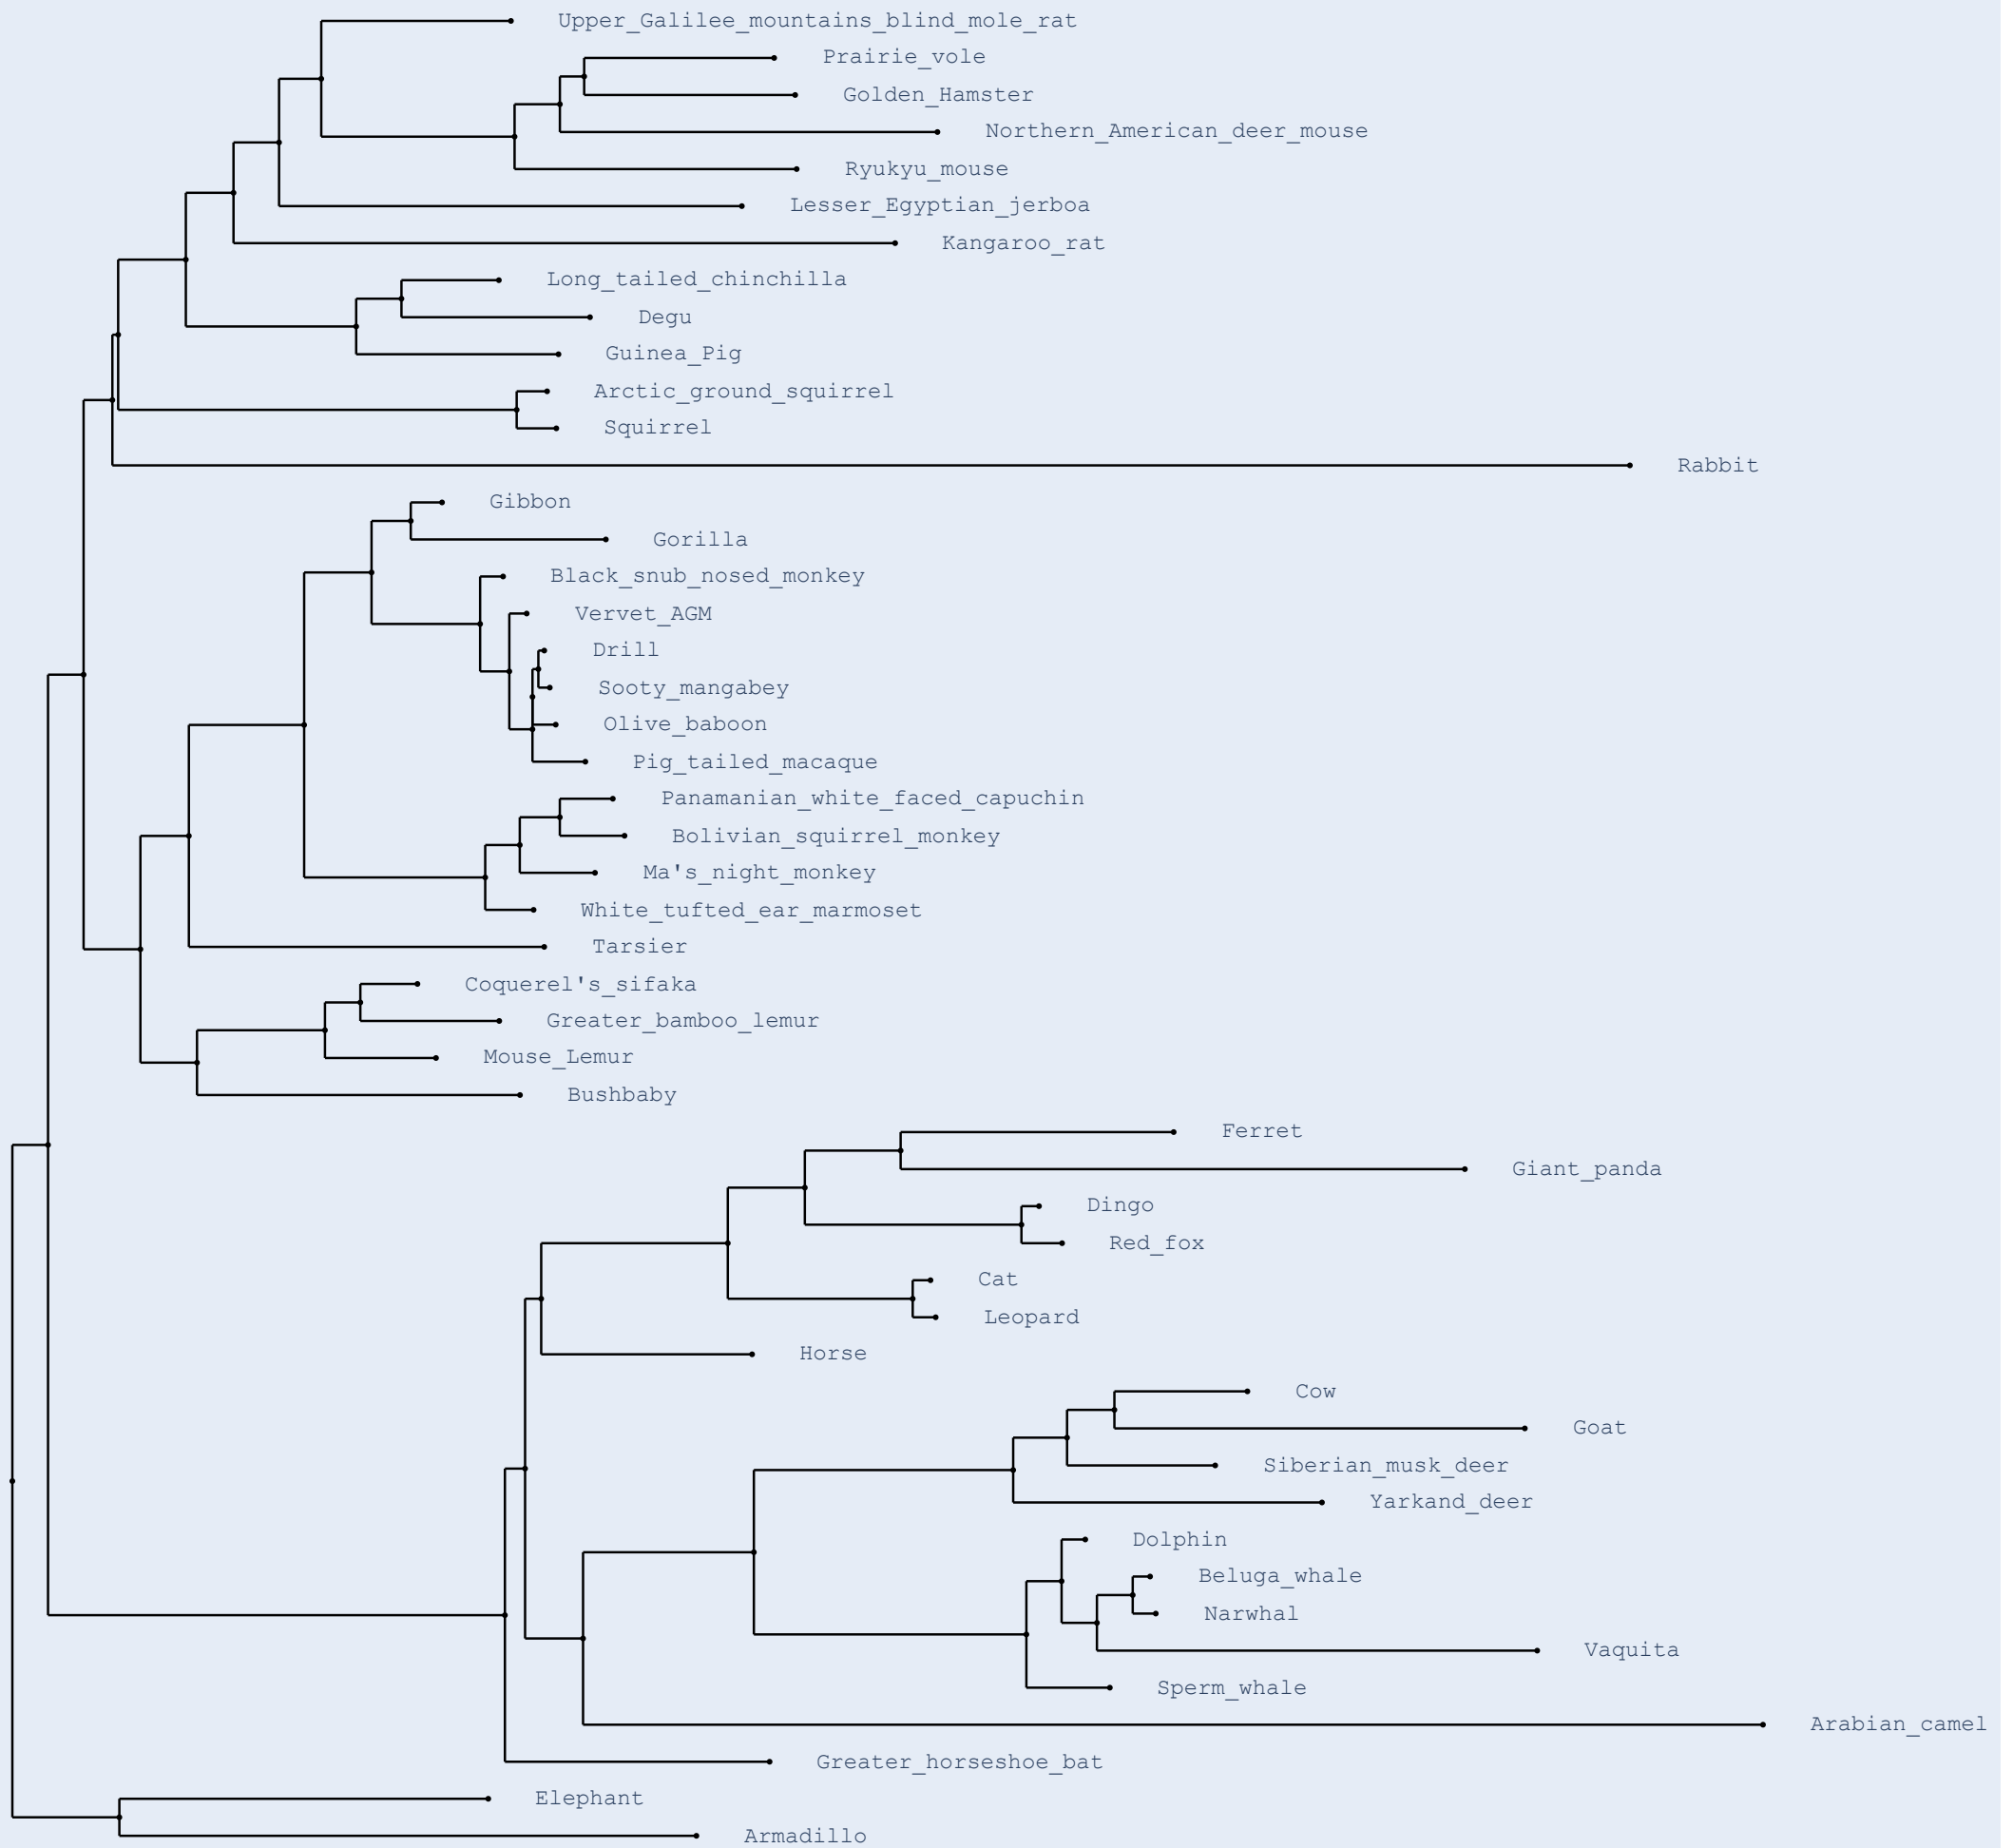 Upper_Galilee_mountains_blind_mole_rat
Prairie_vole
Golden_Hamster
Northern_American_deer_mouse
Ryukyu_mouse
Lesser_Egyptian_jerboa
Kangaroo_rat
Long_tailed_chinchilla
Degu
Guinea_Pig
Arctic_ground_squirrel
Squirrel
Rabbit
Gibbon
Gorilla
Black_snub_nosed_monkey
Vervet_AGM
Drill
Sooty_mangabey
Olive_baboon
Pig_tailed_macaque
Panamanian_white_faced_capuchin
Bolivian_squirrel_monkey
Ma's_night_monkey
White_tufted_ear_marmoset
Tarsier
Coquerel's_sifaka
Greater_bamboo_lemur
Mouse_Lemur
Bushbaby
Ferret
Giant_panda
Dingo
Red_fox
Cat
Leopard
Horse
Cow
Goat
Siberian_musk_deer
Yarkand_deer
Dolphin
Beluga_whale
Narwhal
Vaquita
Sperm_whale
Arabian_camel
Greater_horseshoe_bat
Elephant
Armadillo